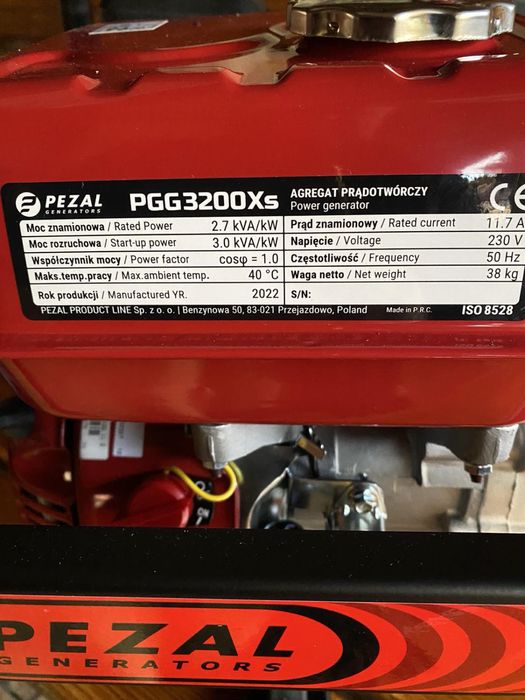 PEZAL
GENERATORS
PGG3200Xs
AGREGAT PRĄDOTWÓRCZY
Power generator
CE
Moc znamionowa / Rated Power 2.7 kVA/kW
Moc rozruchowa / Start-up power 3.0 kVA/kW
Współczynnik mocy / Power factor cosφ = 1.0
Maks.temp.pracy / Max.ambient temp. 40 °C
Rok produkcji / Manufactured YR. 2022
Prąd znamionowy / Rated current 11.7 A
Napięcie / Voltage 230 V
Częstotliwość / Frequency 50 Hz
Waga netto / Net weight 38 kg
S/N:
PEZAL PRODUCT LINE Sp. z o. o. | Benzynowa 50, 83-021 Przejazdowo, Poland Made in P.R.C. ISO 8528
ON
PEZAL
GENERATORS